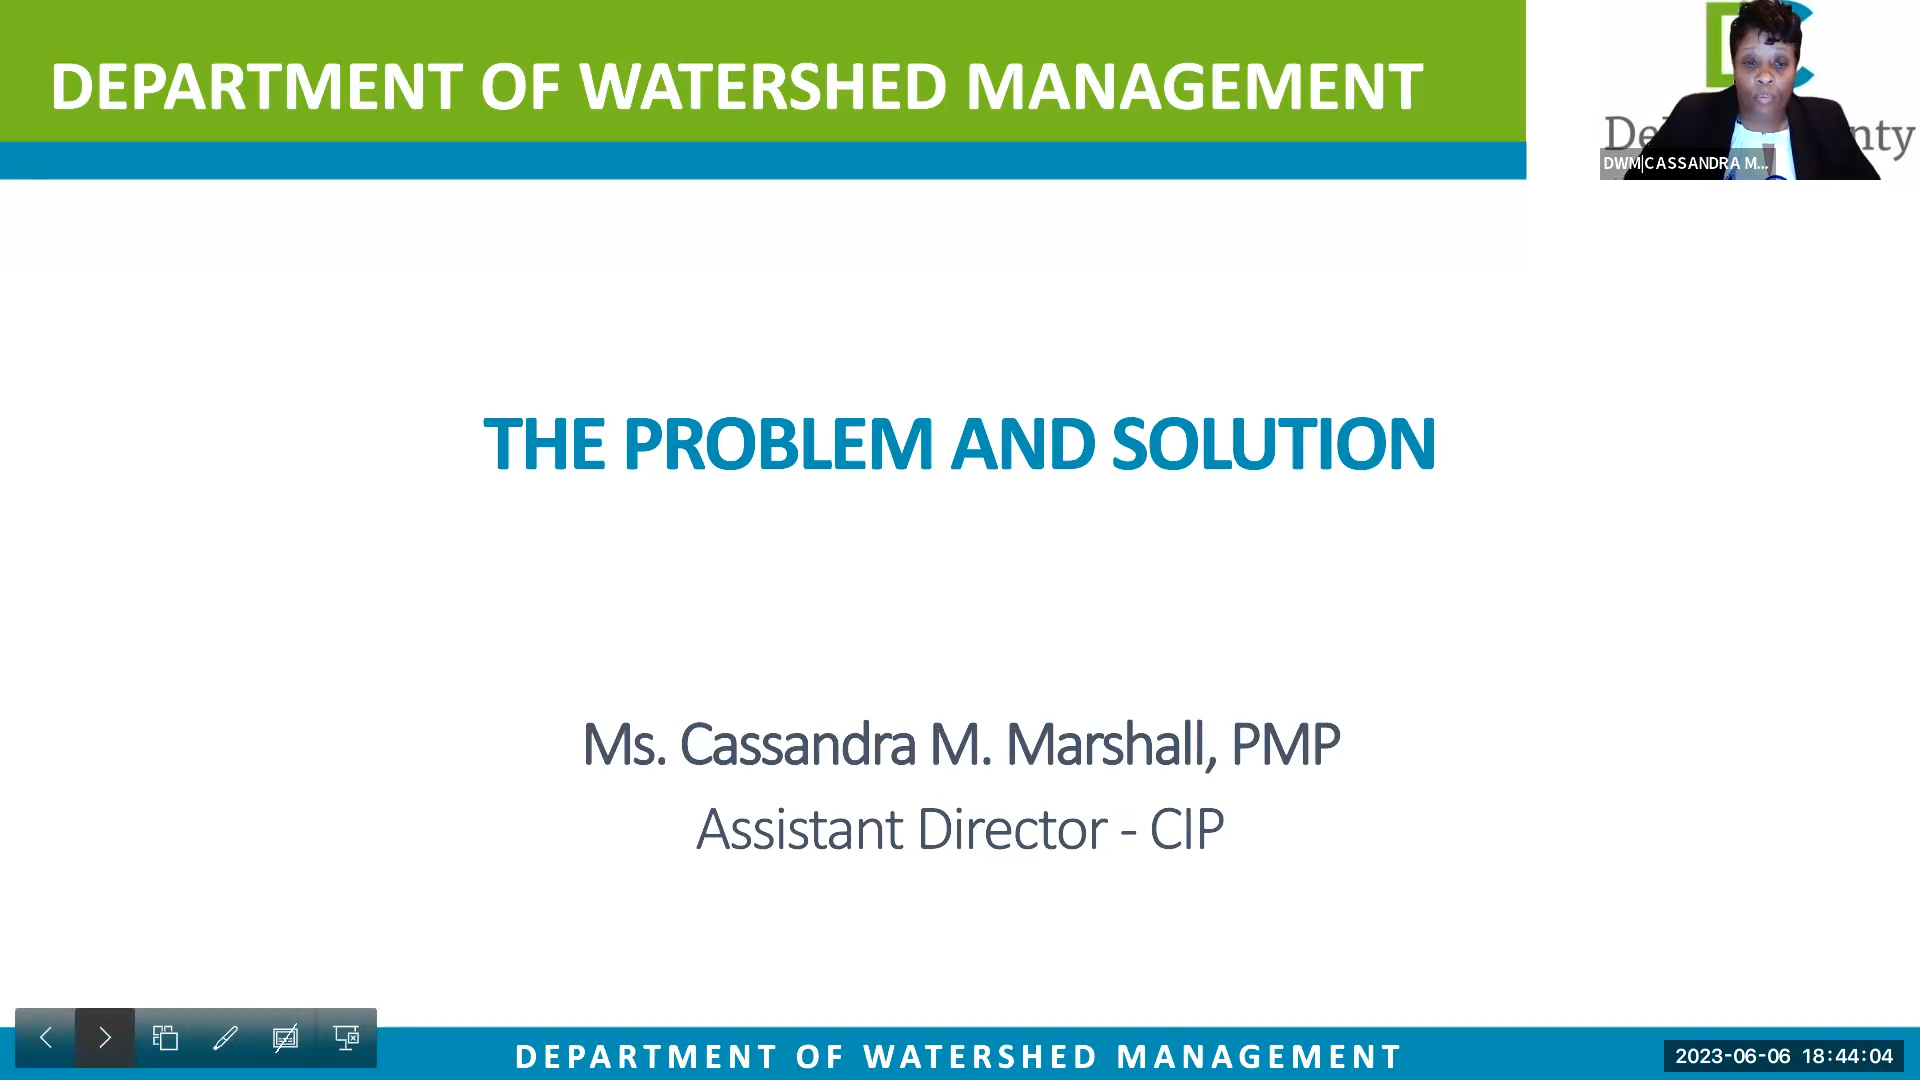 DEPARTMENT OF WATERSHED MANAGEMENT
DWM|CASSANDRA M...
THE PROBLEM AND SOLUTION
Ms. Cassandra M. Marshall, PMP
Assistant Director - CIP
DEPARTMENT OF WATERSHED MANAGEMENT
2023-06-06 18:44:04